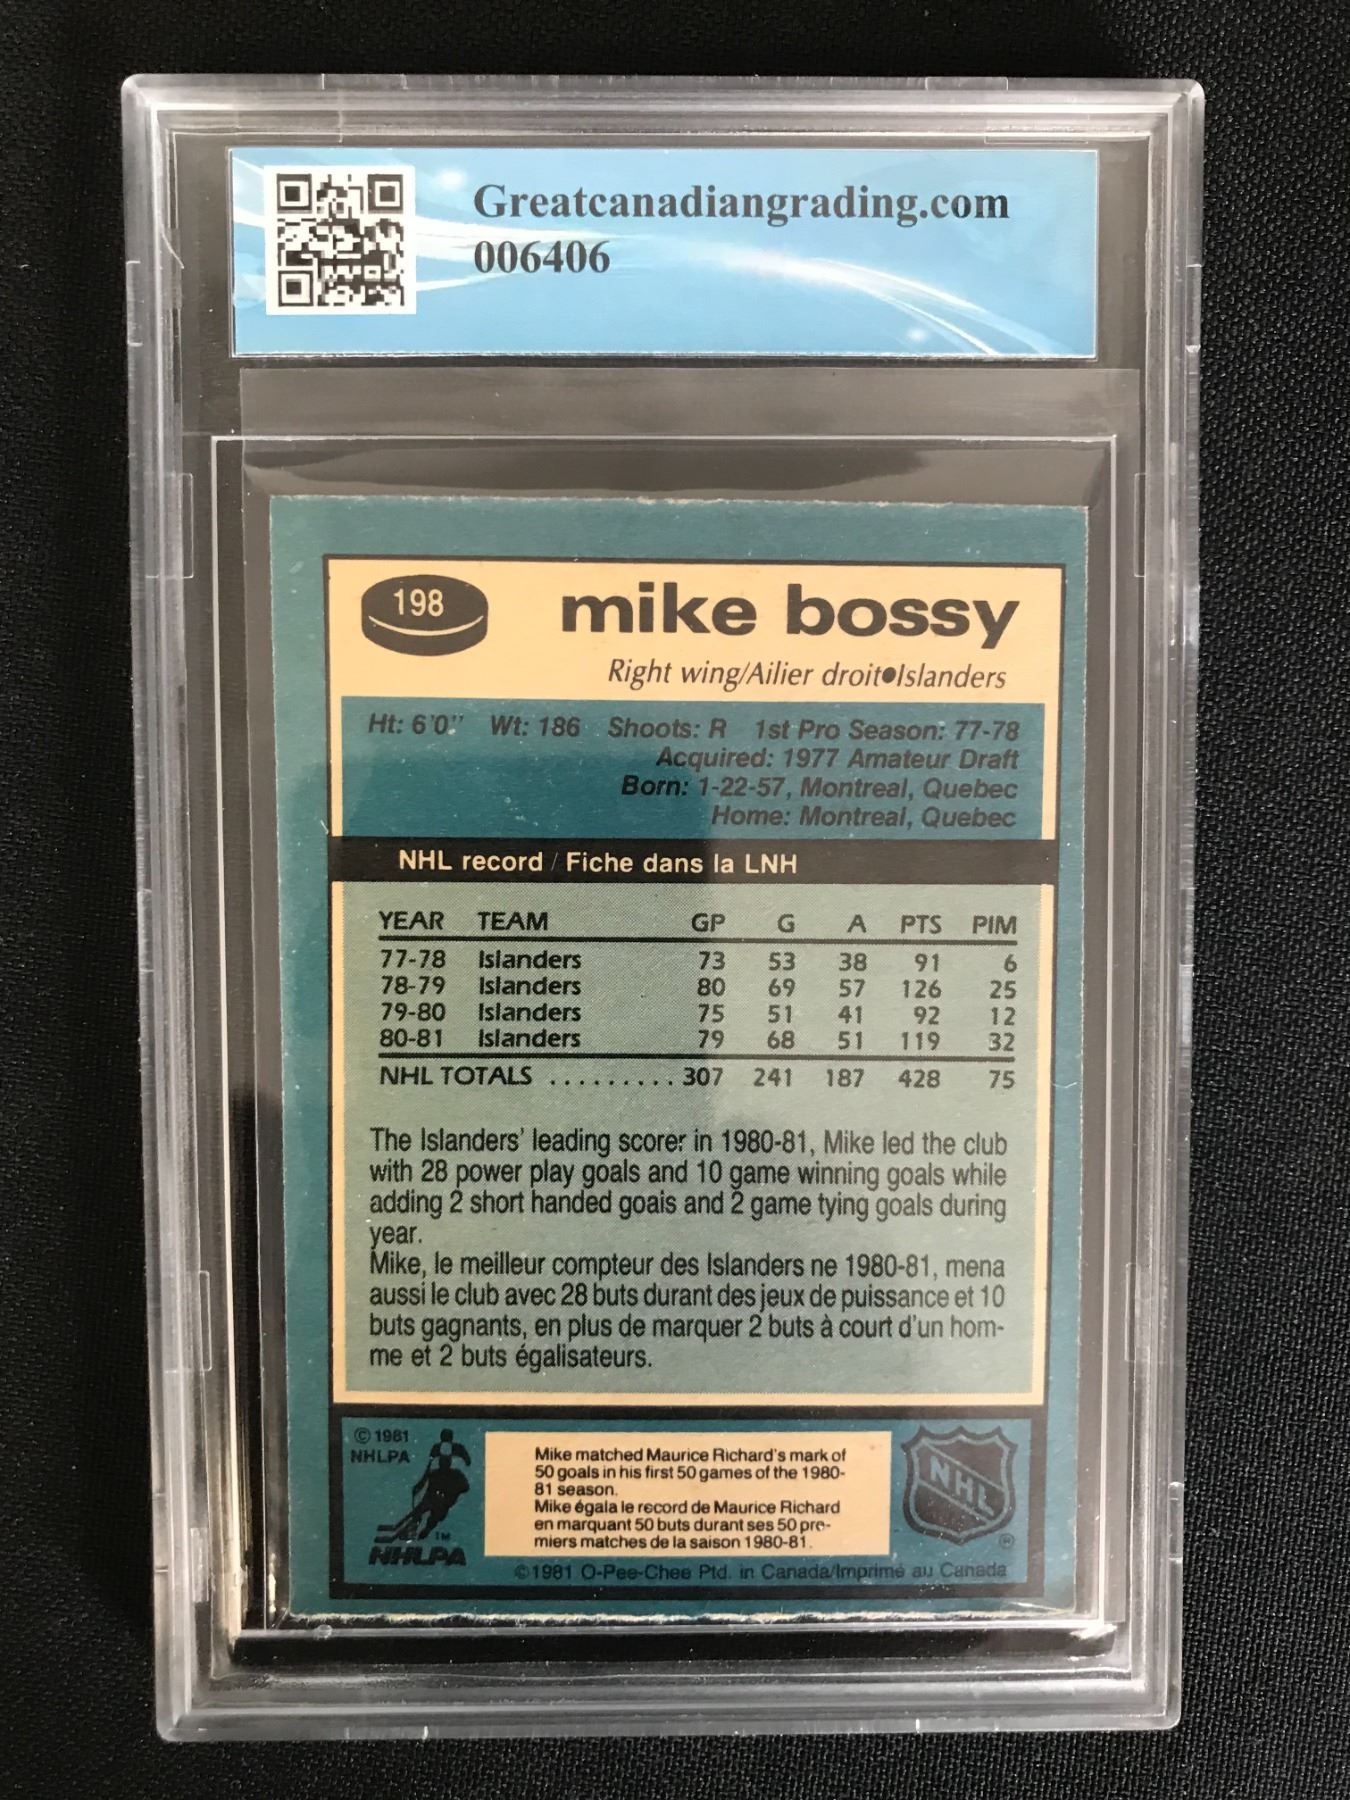 Greatcanadiangrading.com
006406
198
mike bossy
Right wing/Ailier droit●Islanders
Ht: 6'0" Wt: 186 Shoots: R 1st Pro Season: 77-78
Acquired: 1977 Amateur Draft
Born: 1-22-57, Montreal, Quebec
Home: Montreal, Quebec
NHL record / Fiche dans la LNH
YEAR TEAM GP G A PTS PIM
77-78 Islanders 73 53 38 91 6
78-79 Islanders 80 69 57 126 25
79-80 Islanders 75 51 41 92 12
80-81 Islanders 79 68 51 119 32
NHL TOTALS ......... 307 241 187 428 75
The Islanders' leading scorer in 1980-81, Mike led the club
with 28 power play goals and 10 game winning goals while
adding 2 short handed goals and 2 game tying goals during
year.
Mike, le meilleur compteur des Islanders ne 1980-81, mena
aussi le club avec 28 buts durant des jeux de puissance et 10
buts gagnants, en plus de marquer 2 buts à court d'un hom-
me et 2 buts égalisateurs.
© 1981
NHLPA
TM
NHLPA
Mike matched Maurice Richard's mark of
50 goals in his first 50 games of the 1980-
81 season.
Mike égala le record de Maurice Richard
en marquant 50 buts durant ses 50 pre-
miers matches de la saison 1980-81.
NHL
®
©1981 O-Pee-Chee Ptd. in Canada/Imprimé au Canada